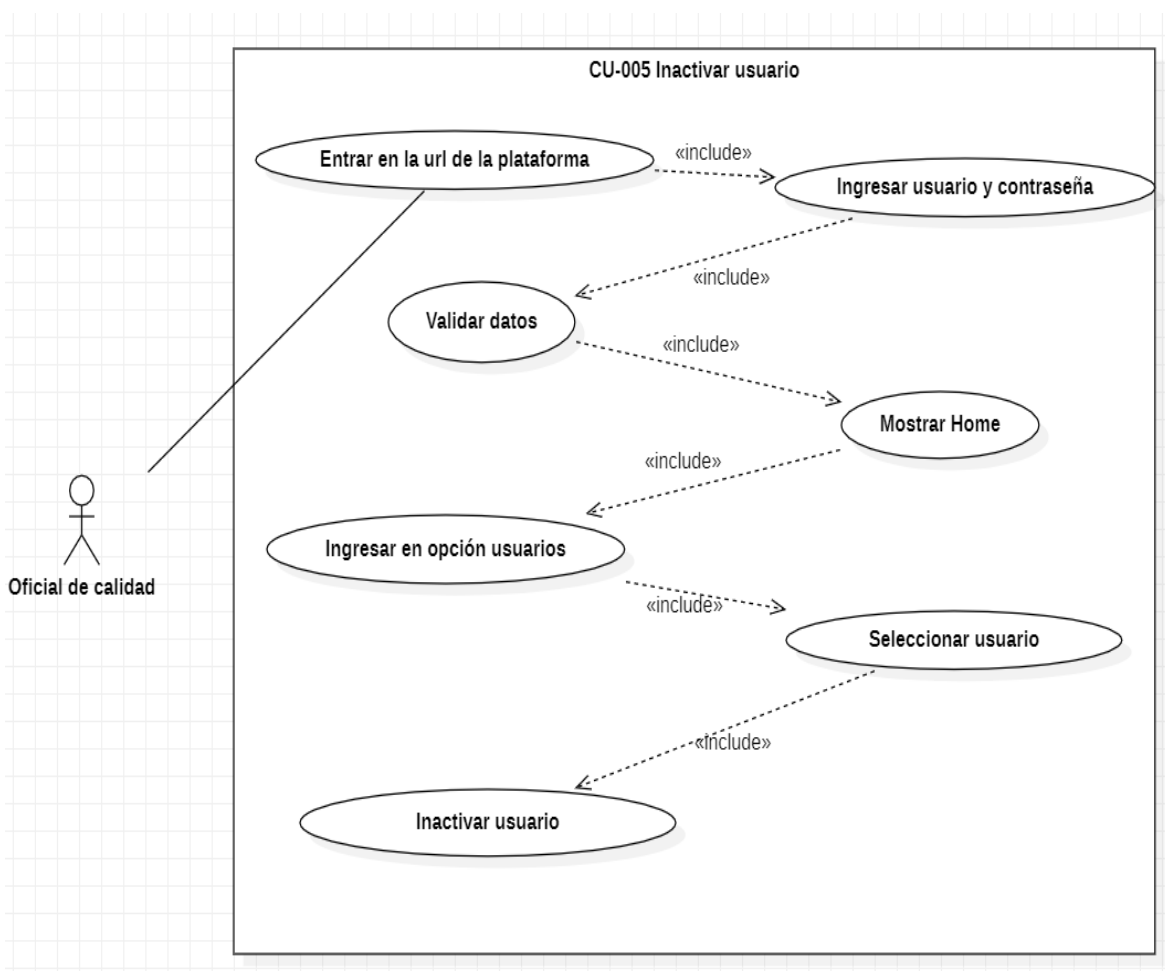 CU-005 Inactivar usuario
Entrar en la url de la plataforma
«include»
Ingresar usuario y contraseña
«include»
Validar datos
«include»
Mostrar Home
«include»
Ingresar en opción usuarios
«include»
Oficial de calidad
Seleccionar usuario
«include»
Inactivar usuario